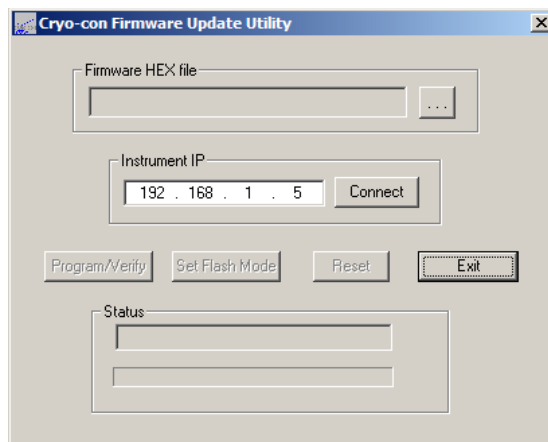 Cryo-con Firmware Update Utility
Firmware HEX file
...
Instrument IP
192 . 168 . 1 . 5 Connect
Program/Verify Set Flash Mode Reset Exit
Status